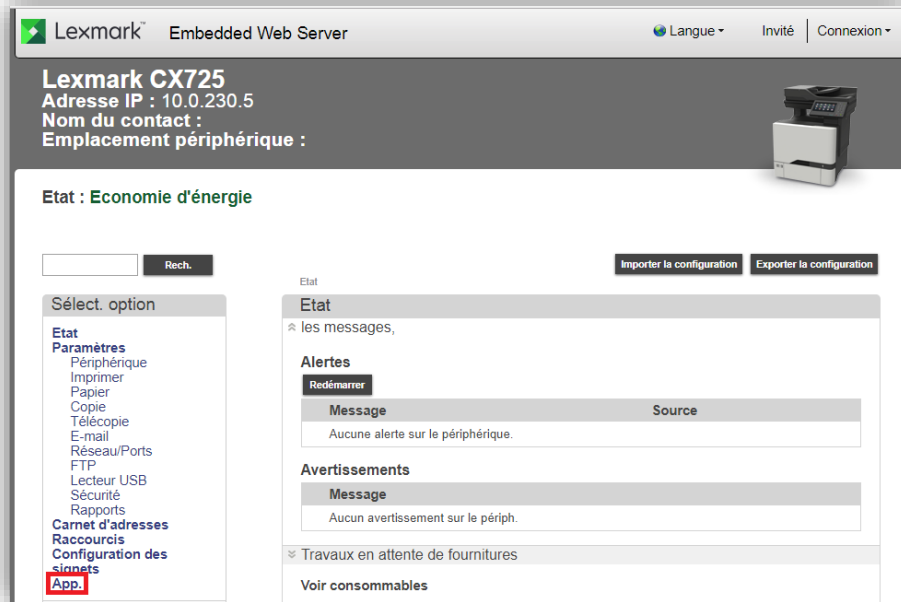 Lexmark™ Embedded Web Server Langue Invité Connexion
Lexmark CX725
Adresse IP : 10.0.230.5
Nom du contact :
Emplacement périphérique :
Etat : Economie d'énergie
Rech. Importer la configuration Exporter la configuration
Etat
Sélect. option
Etat
Paramètres
Périphérique
Imprimer
Papier
Copie
Télécopie
E-mail
Réseau/Ports
FTP
Lecteur USB
Sécurité
Rapports
Carnet d'adresses
Raccourcis
Configuration des
signets
App.
Etat
les messages,
Alertes
Redémarrer
Message Source
Aucune alerte sur le périphérique.
Avertissements
Message
Aucun avertissement sur le périph.
Travaux en attente de fournitures
Voir consommables